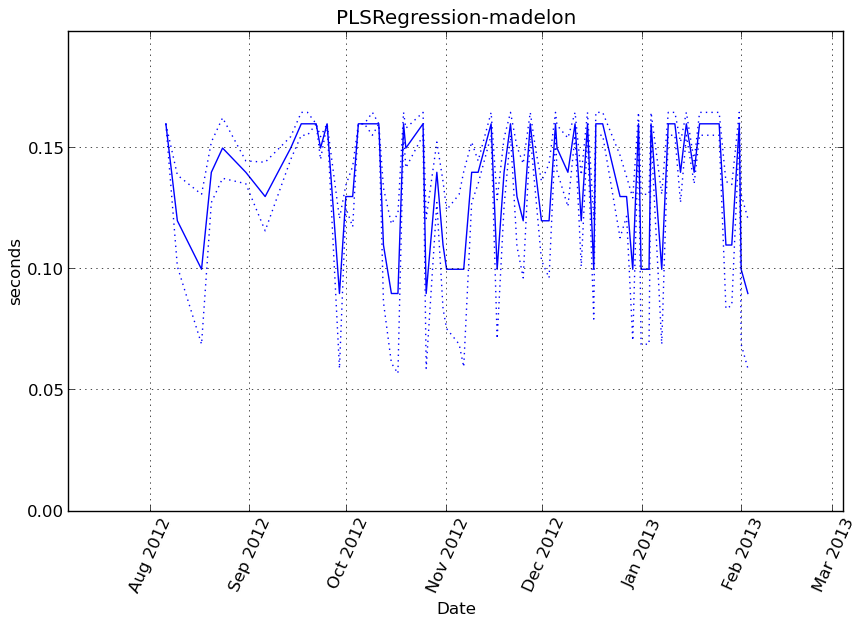 PLSRegression-madelon
seconds
0.15
0.10
0.05
0.00
Aug 2012
Sep 2012
Oct 2012
Nov 2012
Dec 2012
Jan 2013
Feb 2013
Mar 2013
Date